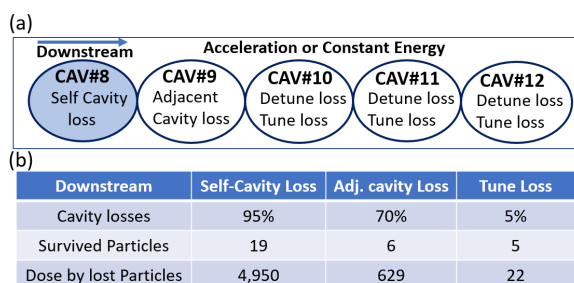 (a)
Downstream
Acceleration or Constant Energy
CAV#8
Self Cavity
loss
CAV#9
Adjacent
Cavity loss
CAV#10
Detune loss
Tune loss
CAV#11
Detune loss
Tune loss
CAV#12
Detune loss
Tune loss
(b)
Downstream Self-Cavity Loss Adj. cavity Loss Tune Loss
Cavity losses 95% 70% 5%
Survived Particles 19 6 5
Dose by lost Particles 4,950 629 22